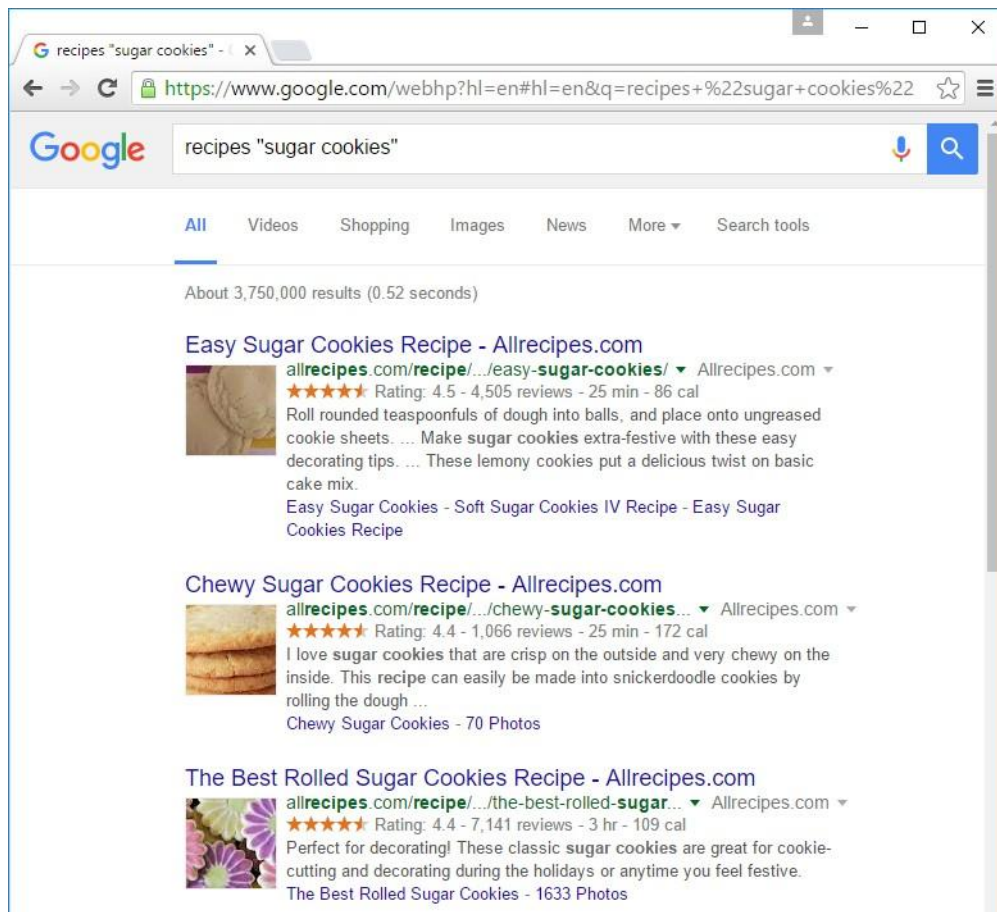 recipes "sugar cookies" -
https://www.google.com/webhp?hl=en#hl=en&q=recipes+%22sugar+cookies%22
Google
recipes "sugar cookies"
All Videos Shopping Images News More Search tools
About 3,750,000 results (0.52 seconds)
Easy Sugar Cookies Recipe - Allrecipes.com
allrecipes.com/recipe/.../easy-sugar-cookies/ Allrecipes.com
Rating: 4.5 - 4,505 reviews - 25 min - 86 cal
Roll rounded teaspoonfuls of dough into balls, and place onto ungreased
cookie sheets. ... Make sugar cookies extra-festive with these easy
decorating tips. ... These lemony cookies put a delicious twist on basic
cake mix.
Easy Sugar Cookies - Soft Sugar Cookies IV Recipe - Easy Sugar
Cookies Recipe
Chewy Sugar Cookies Recipe - Allrecipes.com
allrecipes.com/recipe/.../chewy-sugar-cookies... Allrecipes.com
Rating: 4.4 - 1,066 reviews - 25 min - 172 cal
I love sugar cookies that are crisp on the outside and very chewy on the
inside. This recipe can easily be made into snickerdoodle cookies by
rolling the dough ...
Chewy Sugar Cookies - 70 Photos
The Best Rolled Sugar Cookies Recipe - Allrecipes.com
allrecipes.com/recipe/.../the-best-rolled-sugar... Allrecipes.com
Rating: 4.4 - 7,141 reviews - 3 hr - 109 cal
Perfect for decorating! These classic sugar cookies are great for cookie-
cutting and decorating during the holidays or anytime you feel festive.
The Best Rolled Sugar Cookies - 1633 Photos